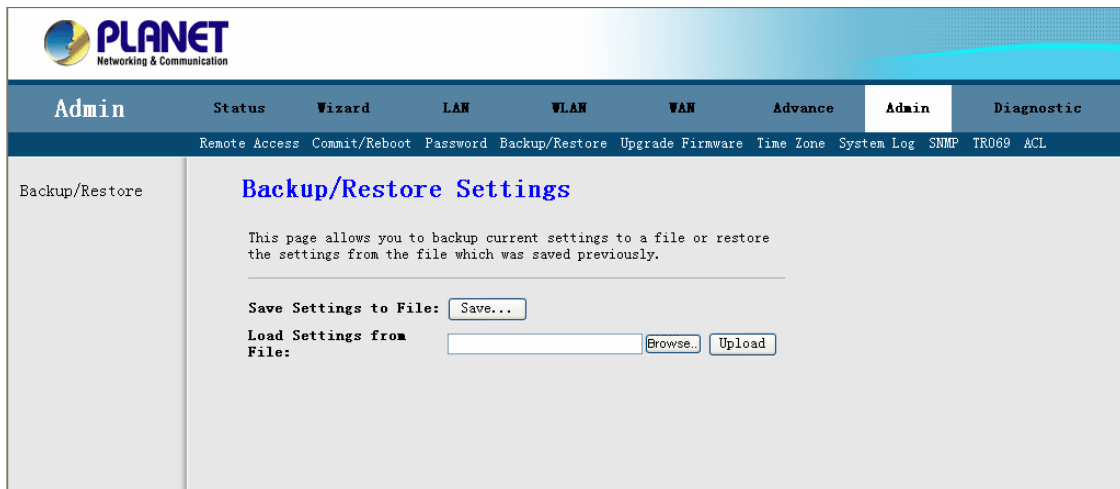 PLANET
Networking & Communication
Admin
Status Wizard LAN WLAN WAN Advance Admin Diagnostic
Remote Access Commit/Reboot Password Backup/Restore Upgrade Firmware Time Zone System Log SNMP TR069 ACL
Backup/Restore
Backup/Restore Settings
This page allows you to backup current settings to a file or restore
the settings from the file which was saved previously.
Save Settings to File: Save...
Load Settings from
File: Browse.. Upload